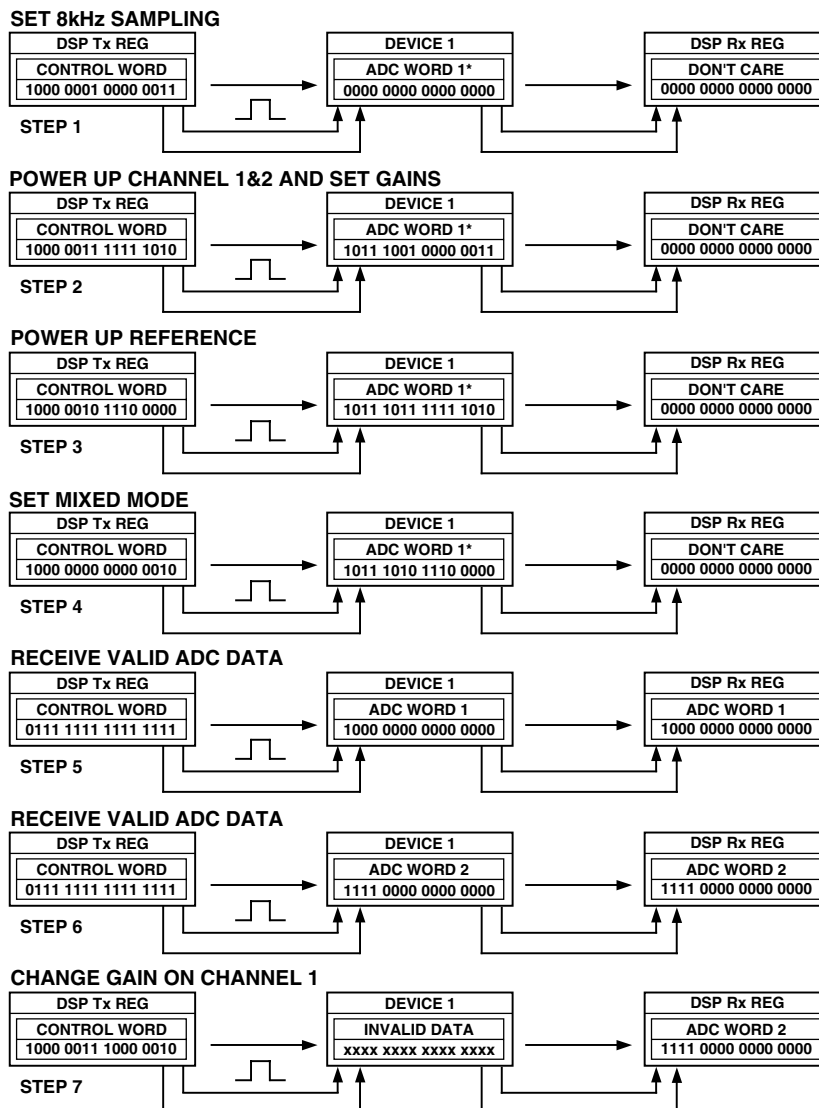 SET 8kHz SAMPLING
DSP Tx REG DEVICE 1 DSP Rx REG
CONTROL WORD ADC WORD 1* DON'T CARE
1000 0001 0000 0011 0000 0000 0000 0000 0000 0000 0000 0000
STEP 1
POWER UP CHANNEL 1&2 AND SET GAINS
DSP Tx REG DEVICE 1 DSP Rx REG
CONTROL WORD ADC WORD 1* DON'T CARE
1000 0011 1111 1010 1011 1001 0000 0011 0000 0000 0000 0000
STEP 2
POWER UP REFERENCE
DSP Tx REG DEVICE 1 DSP Rx REG
CONTROL WORD ADC WORD 1* DON'T CARE
1000 0010 1110 0000 1011 1011 1111 1010 0000 0000 0000 0000
STEP 3
SET MIXED MODE
DSP Tx REG DEVICE 1 DSP Rx REG
CONTROL WORD ADC WORD 1* DON'T CARE
1000 0000 0000 0010 1011 1010 1110 0000 0000 0000 0000 0000
STEP 4
RECEIVE VALID ADC DATA
DSP Tx REG DEVICE 1 DSP Rx REG
CONTROL WORD ADC WORD 1 ADC WORD 1
0111 1111 1111 1111 1000 0000 0000 0000 1000 0000 0000 0000
STEP 5
RECEIVE VALID ADC DATA
DSP Tx REG DEVICE 1 DSP Rx REG
CONTROL WORD ADC WORD 2 ADC WORD 2
0111 1111 1111 1111 1111 0000 0000 0000 1111 0000 0000 0000
STEP 6
CHANGE GAIN ON CHANNEL 1
DSP Tx REG DEVICE 1 DSP Rx REG
CONTROL WORD INVALID DATA ADC WORD 2
1000 0011 1000 0010 xxxx xxxx xxxx xxxx 1111 0000 0000 0000
STEP 7